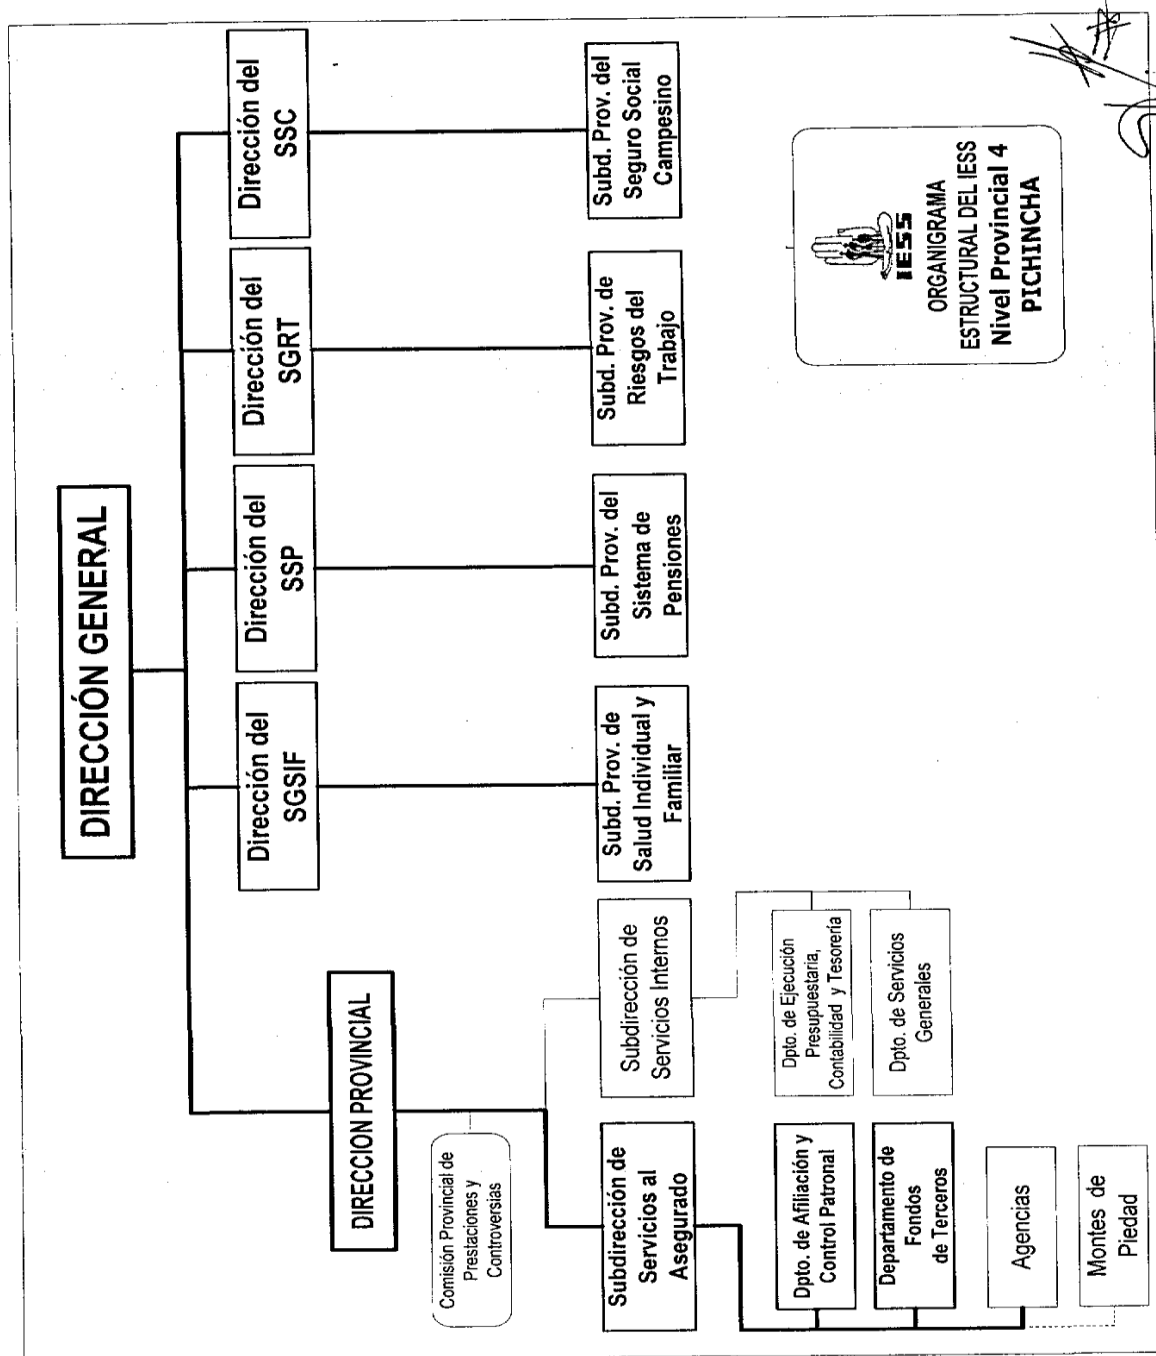 DIRECCIÓN GENERAL
DIRECCION PROVINCIAL
Dirección del
SGSIF
Dirección del
SSP
Dirección del
SGRT
Dirección del
SSC
Comisión Provincial de
Prestaciones y
Controversias
Subdirección de
Servicios al
Asegurado
Subdirección de
Servicios Internos
Subd. Prov. de
Salud Individual y
Familiar
Subd. Prov. del
Sistema de
Pensiones
Subd. Prov. de
Riesgos del
Trabajo
Subd. Prov. del
Seguro Social
Campesino
Dpto. de Afiliación y
Control Patronal
Departamento de
Fondos
de Terceros
Agencias
Montes de
Piedad
Dpto. de Ejecución
Presupuestaria,
Contabilidad y Tesorería
Dpto. de Servicios
Generales
IESS
ORGANIGRAMA
ESTRUCTURAL DEL IESS
Nivel Provincial 4
PICHINCHA